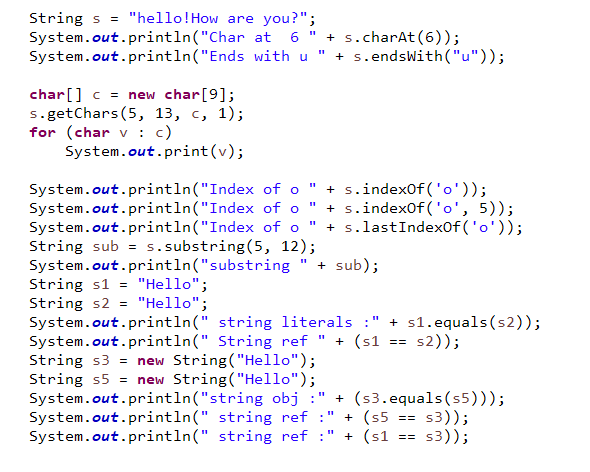 String s = "hello!How are you?";
System.out.println("Char at  6 " + s.charAt(6));
System.out.println("Ends with u " + s.endsWith("u"));
char[] c = new char[9];
s.getChars(5, 13, c, 1);
for (char v : c)
    System.out.print(v);
System.out.println("Index of o " + s.indexOf('o'));
System.out.println("Index of o " + s.indexOf('o', 5));
System.out.println("Index of o " + s.lastIndexOf('o'));
String sub = s.substring(5, 12);
System.out.println("substring " + sub);
String s1 = "Hello";
String s2 = "Hello";
System.out.println(" string literals :" + s1.equals(s2));
System.out.println(" String ref " + (s1 == s2));
String s3 = new String("Hello");
String s5 = new String("Hello");
System.out.println("string obj :" + (s3.equals(s5)));
System.out.println(" string ref :" + (s5 == s3));
System.out.println(" string ref :" + (s1 == s3));